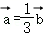 a⃗ = 1/3 b⃗